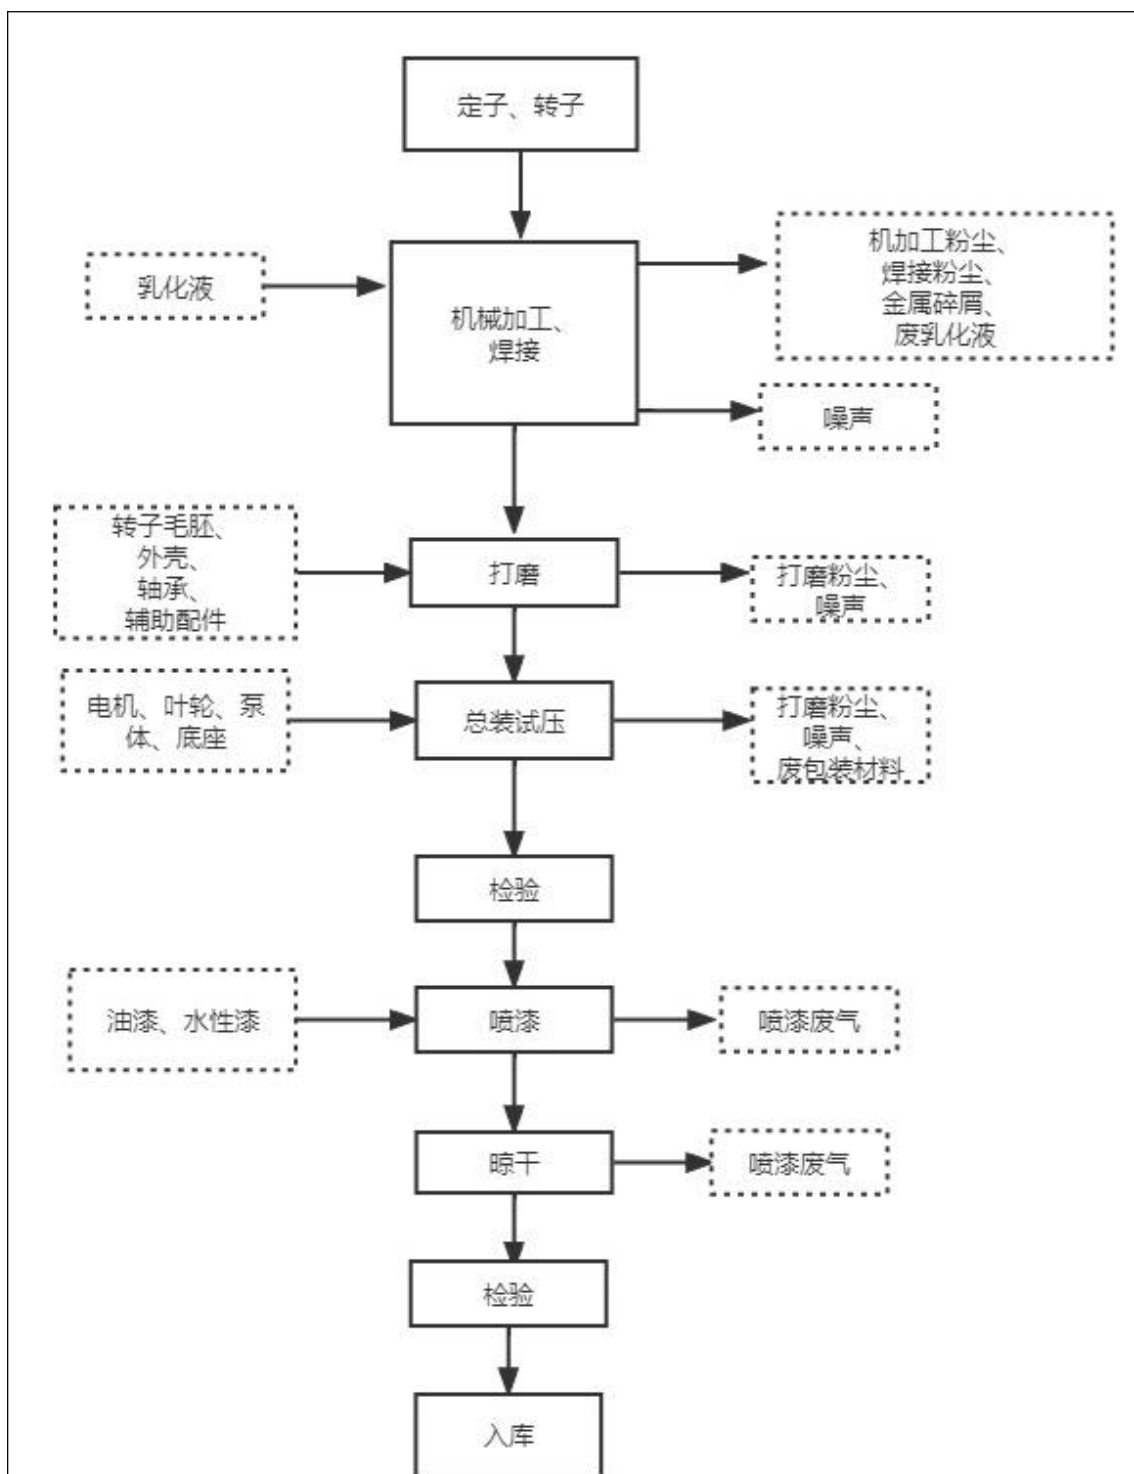 定子、转子
乳化液
机械加工、
焊接
机加工粉尘、
焊接粉尘、
金属碎屑、
废乳化液
噪声
转子毛胚、
外壳、
轴承、
辅助配件
打磨
打磨粉尘、
噪声
电机、叶轮、泵
体、底座
总装试压
打磨粉尘、
噪声、
废包装材料
检验
油漆、水性漆
喷漆
喷漆废气
晾干
喷漆废气
检验
入库